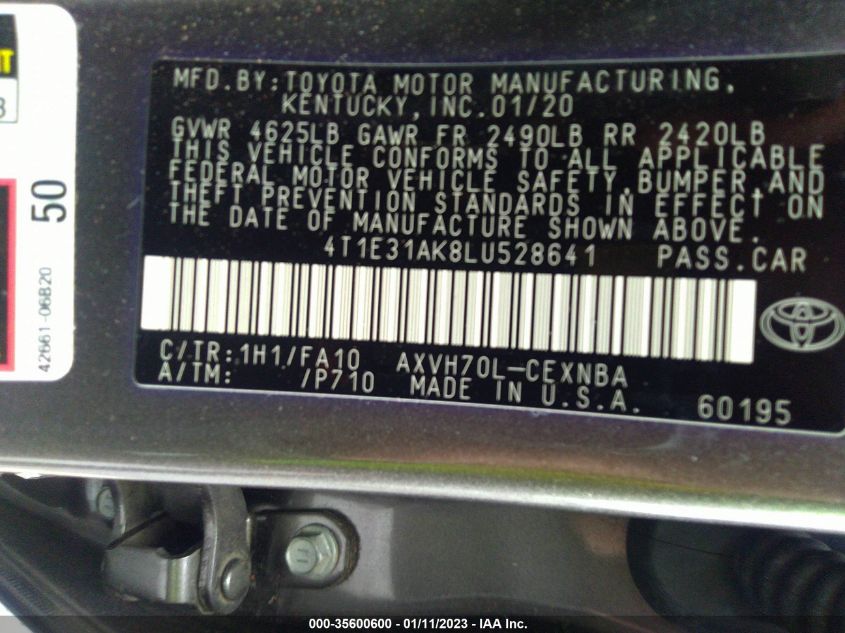 MFD.BY:TOYOTA MOTOR MANUFACTURING,
KENTUCKY,INC.01/20
GVWR 4625LB GAWR FR 2490LB RR 2420LB
THIS VEHICLE CONFORMS TO ALL APPLICABLE
FEDERAL MOTOR VEHICLE SAFETY,BUMPER,AND
THEFT PREVENTION STANDARDS IN EFFECT ON
THE DATE OF MANUFACTURE SHOWN ABOVE.
4T1E31AK8LU528641 PASS.CAR
C/TR:1H1/FA10 AXVH70L-CEXNBA
A/TM: /P710 MADE IN U.S.A. 60195
50
42661-06B20
000-35600600 - 01/11/2023 - IAA Inc.